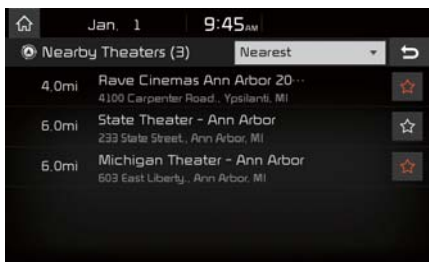 Jan. 1 9:45 AM
Nearby Theaters (3) Nearest
4.0mi Rave Cinemas Ann Arbor 20...
4100 Carpenter Road., Ypsilanti, MI
6.0mi State Theater - Ann Arbor
233 State Street., Ann Arbor, MI
6.0mi Michigan Theater - Ann Arbor
603 East Liberty., Ann Arbor, MI